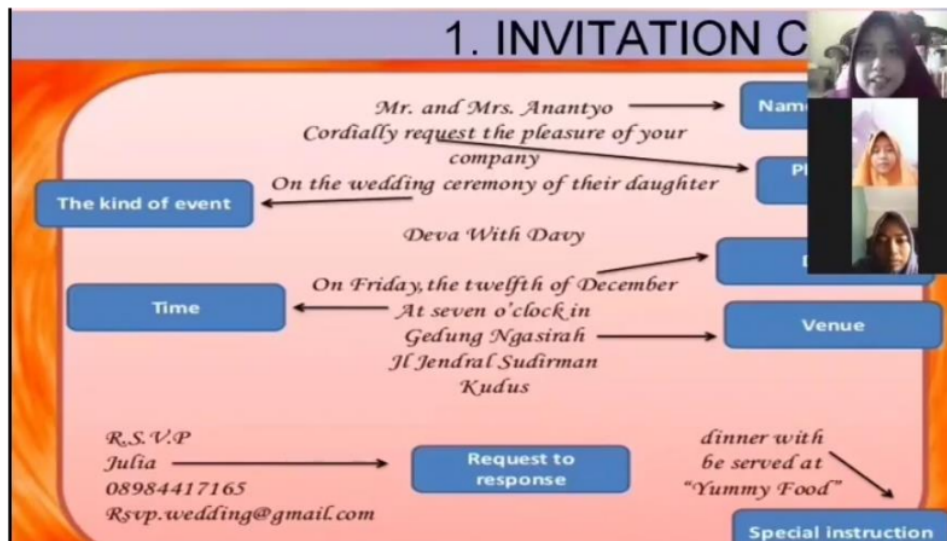 1. INVITATION C
Mr. and Mrs. Anantyo
Name
Cordially request the pleasure of your
company
On the wedding ceremony of their daughter
The kind of event
Deva With Davy
On Friday, the twelfth of December
Time
At seven o'clock in
Gedung Ngasirah
Venue
Jl Jendral Sudirman
Kudus
R.S.V.P
Julia
08984417165
Rsvp.wedding@gmail.com
Request to
response
dinner with
be served at
"Yummy Food"
Special instruction